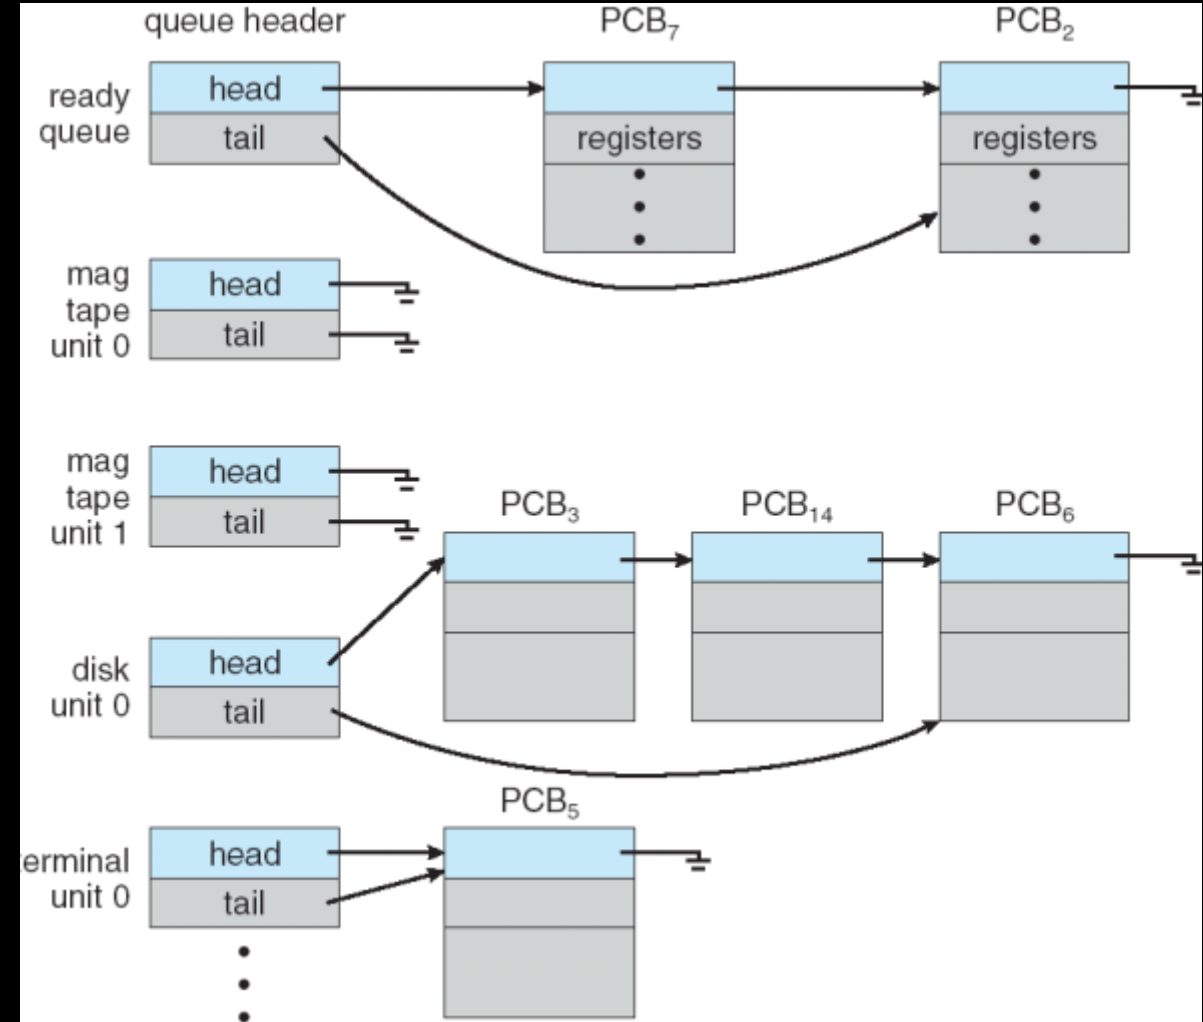 queue header
PCB₇
PCB₂
ready
queue
head
tail
registers
registers
mag
tape
unit 0
head
tail
mag
tape
unit 1
head
tail
PCB₃
PCB₁₄
PCB₆
disk
unit 0
head
tail
PCB₅
erminal
unit 0
head
tail